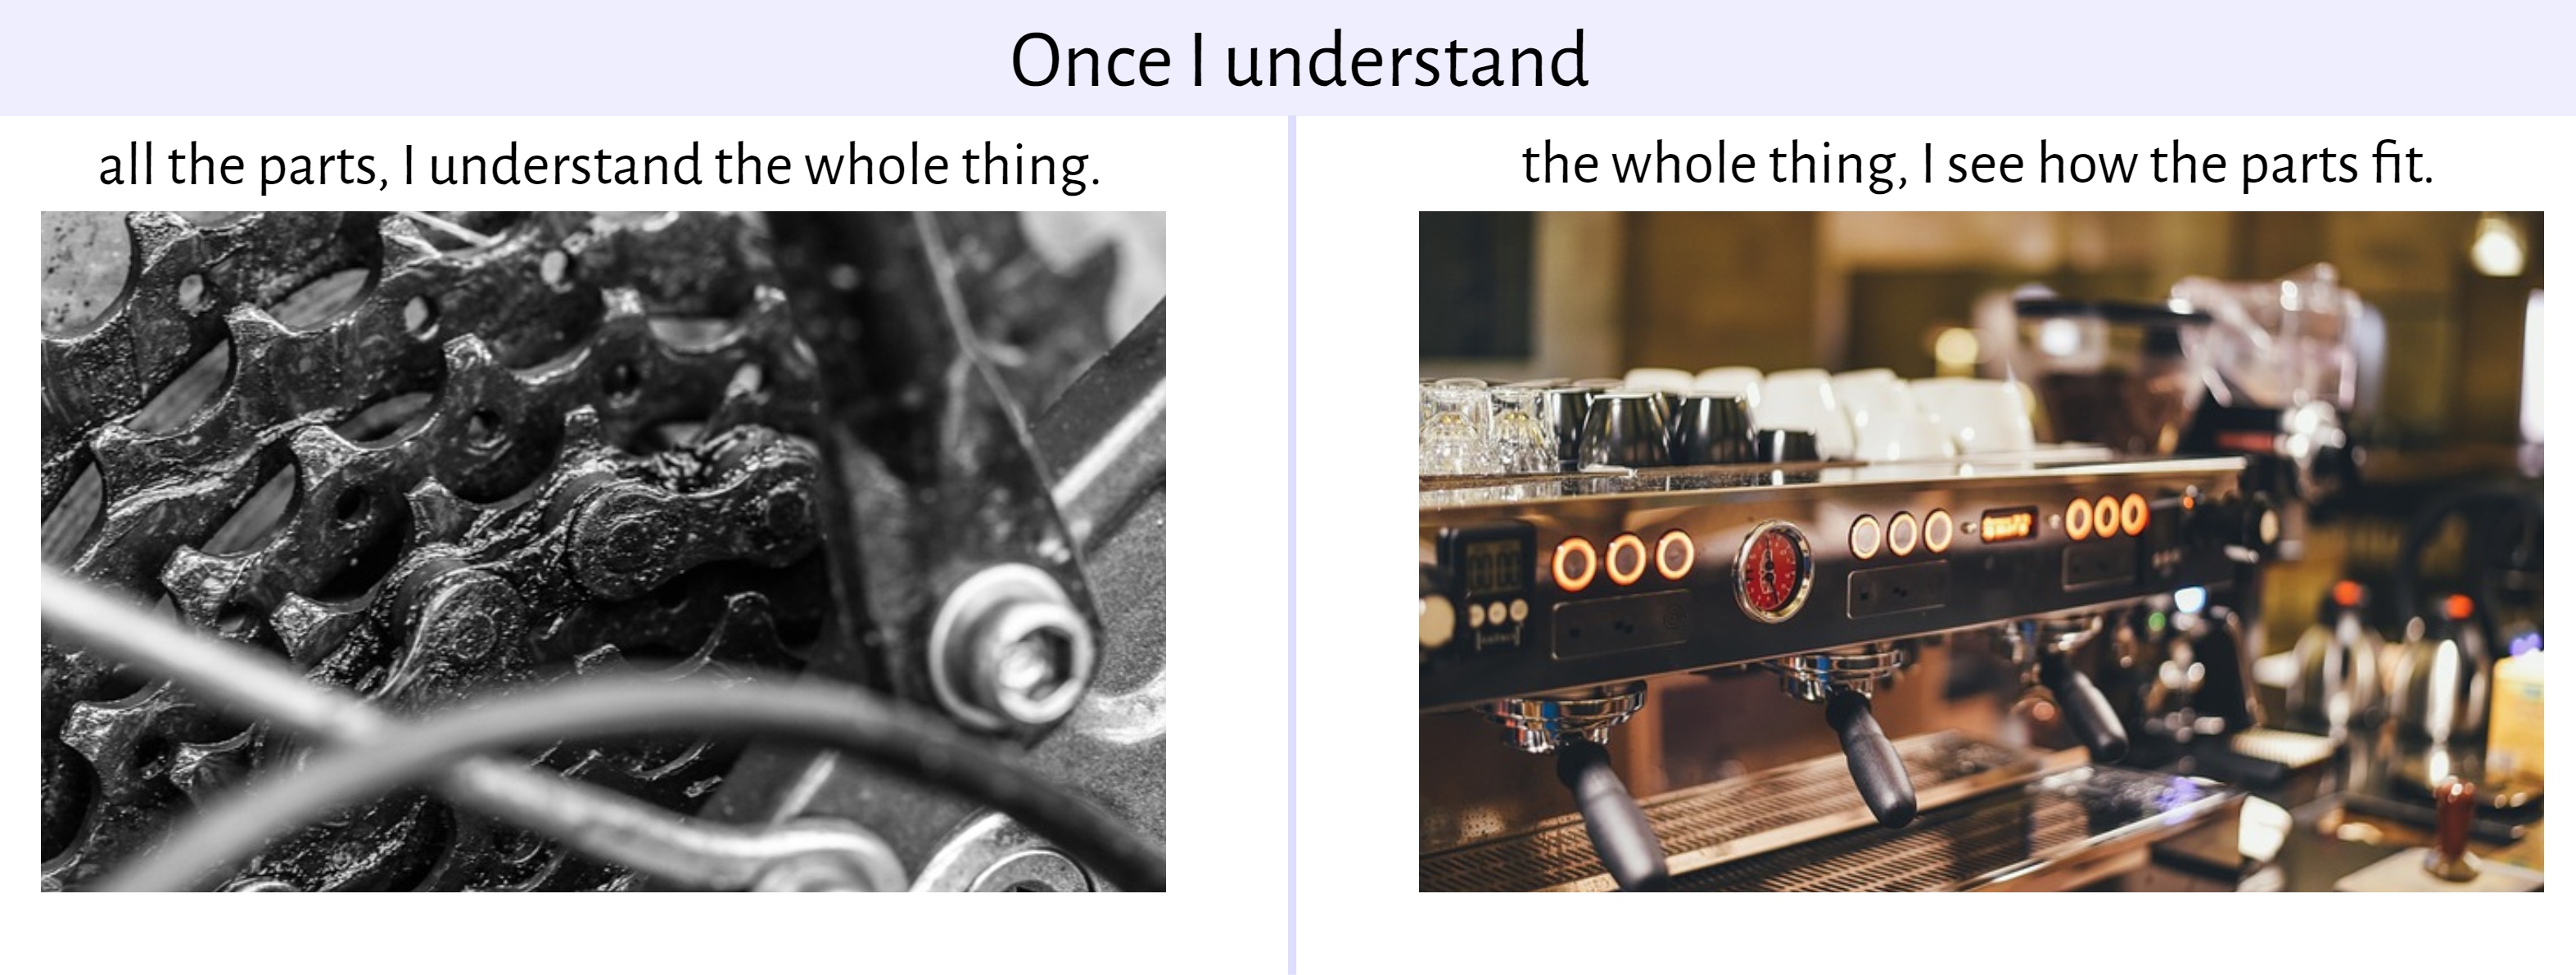 Once I understand
all the parts, I understand the whole thing.
the whole thing, I see how the parts fit.